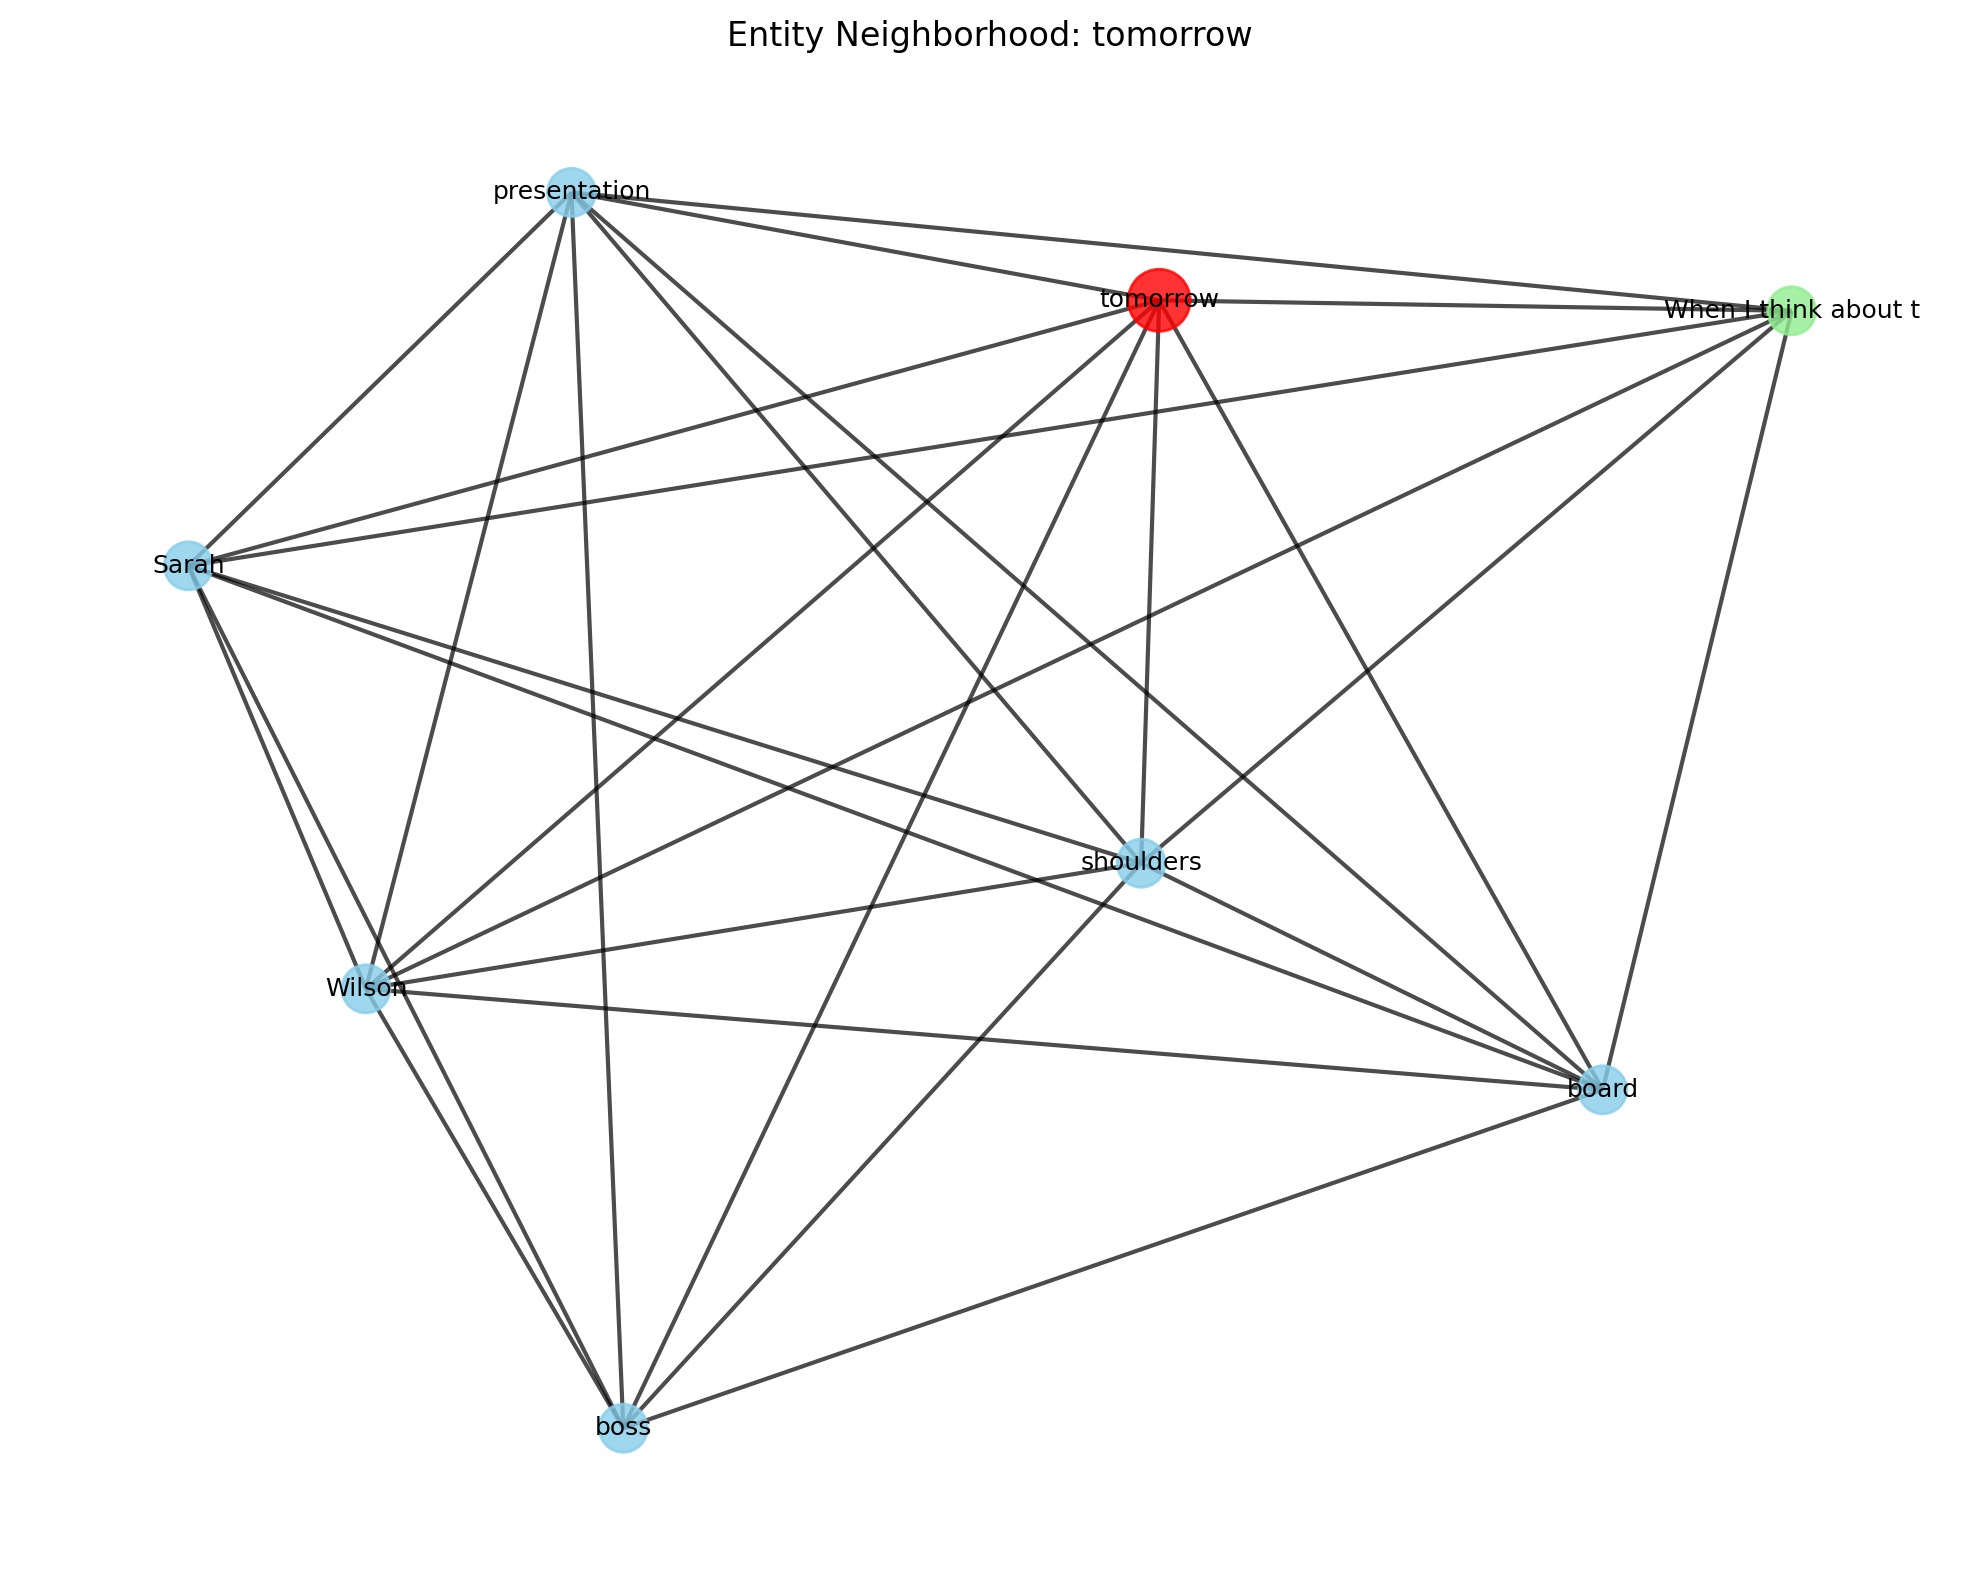 Entity Neighborhood: tomorrow
presentation
tomorrow
When I think about t
Sarah
shoulders
Wilson
board
boss